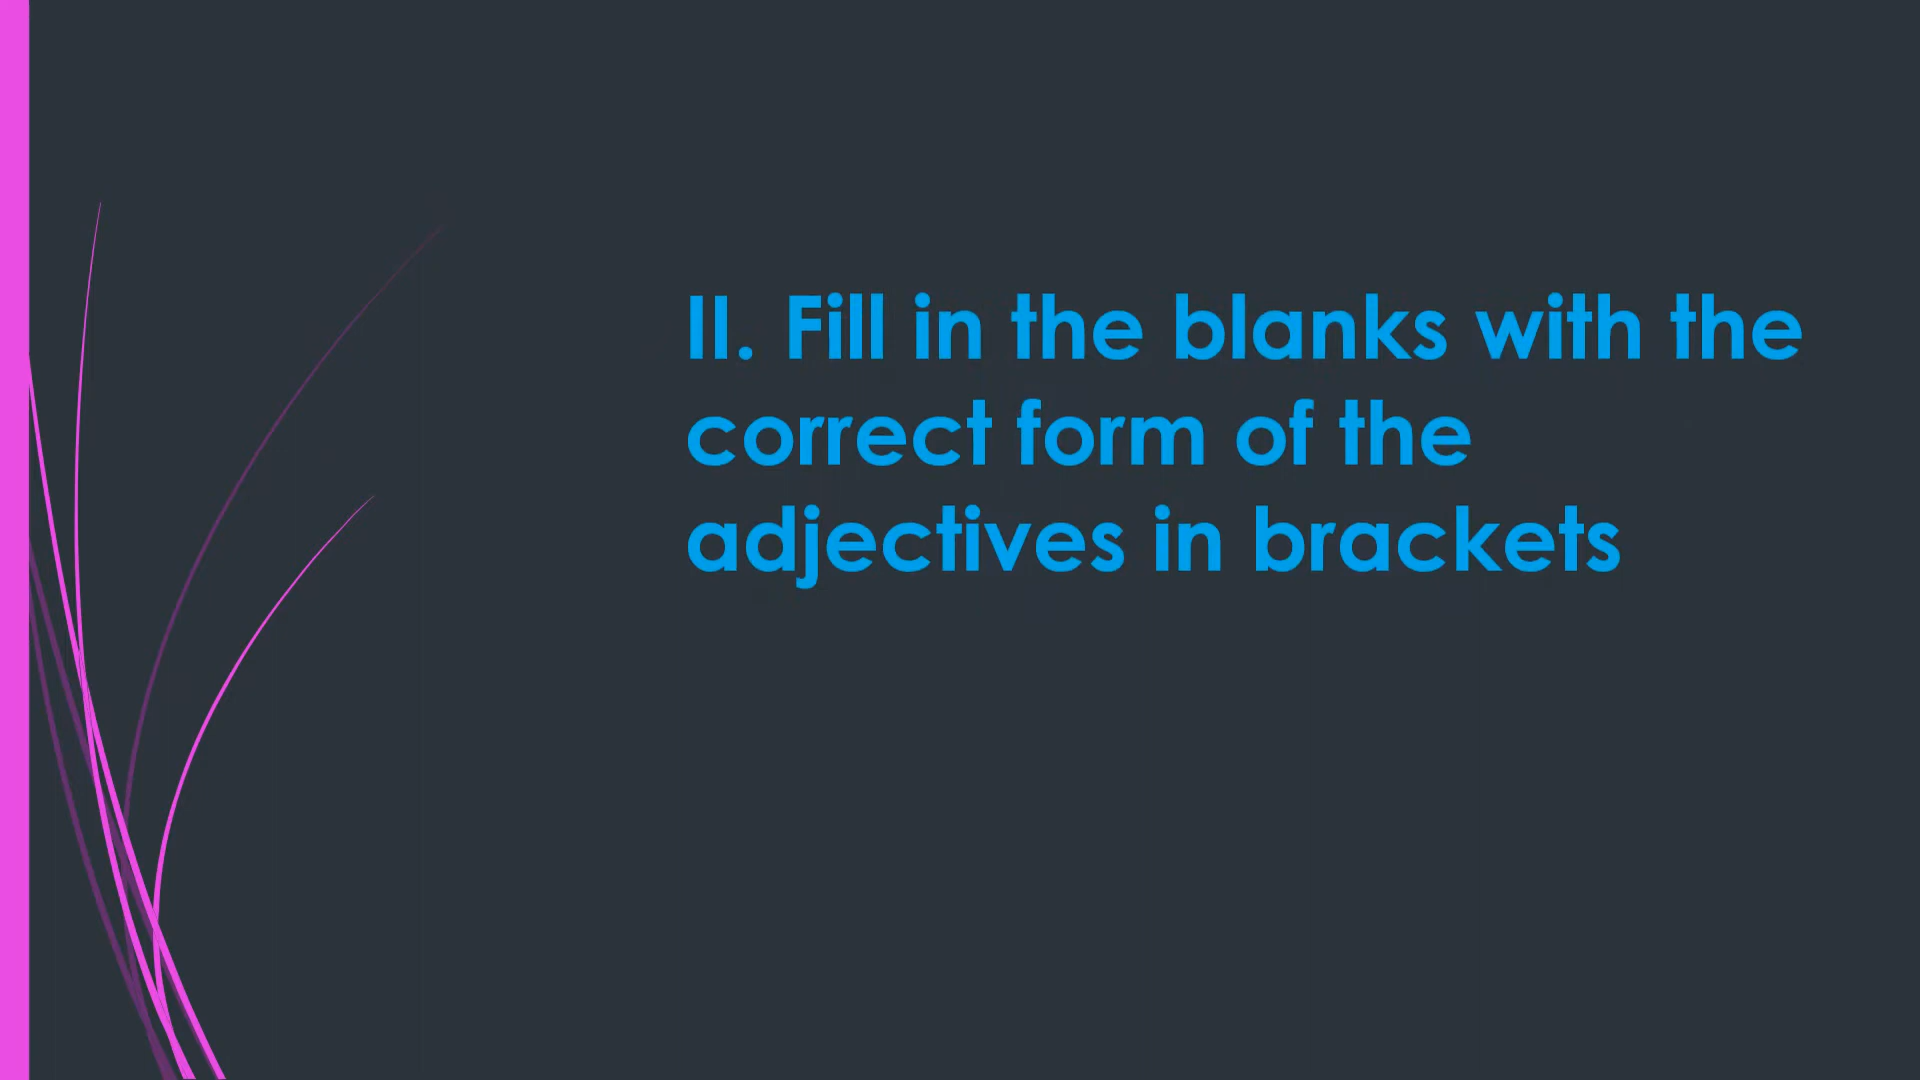 II. Fill in the blanks with the
correct form of the
adjectives in brackets